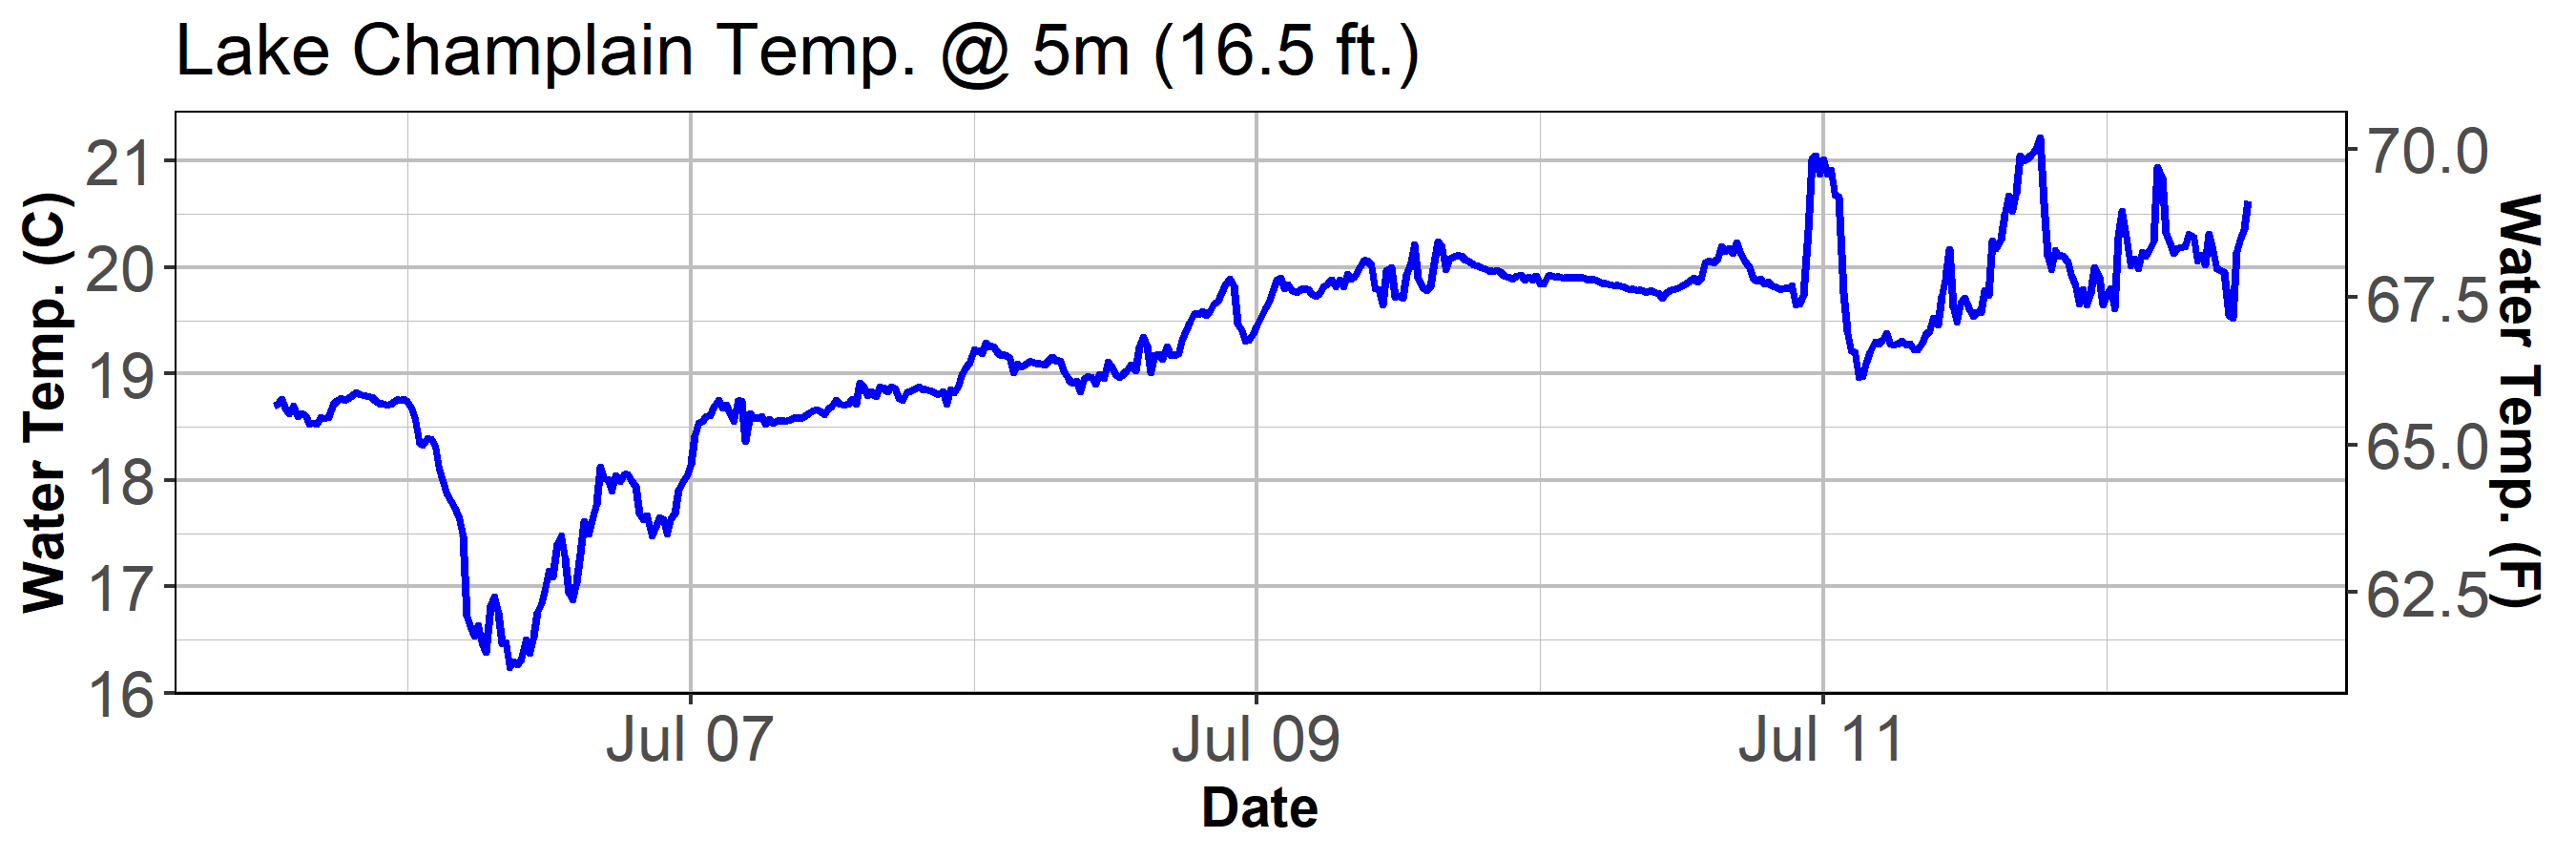 Lake Champlain Temp. @ 5m (16.5 ft.)
Water Temp. (C)
21
20
19
18
17
16
70.0
67.5
65.0
62.5
Water Temp. (F)
Jul 07
Jul 09
Jul 11
Date